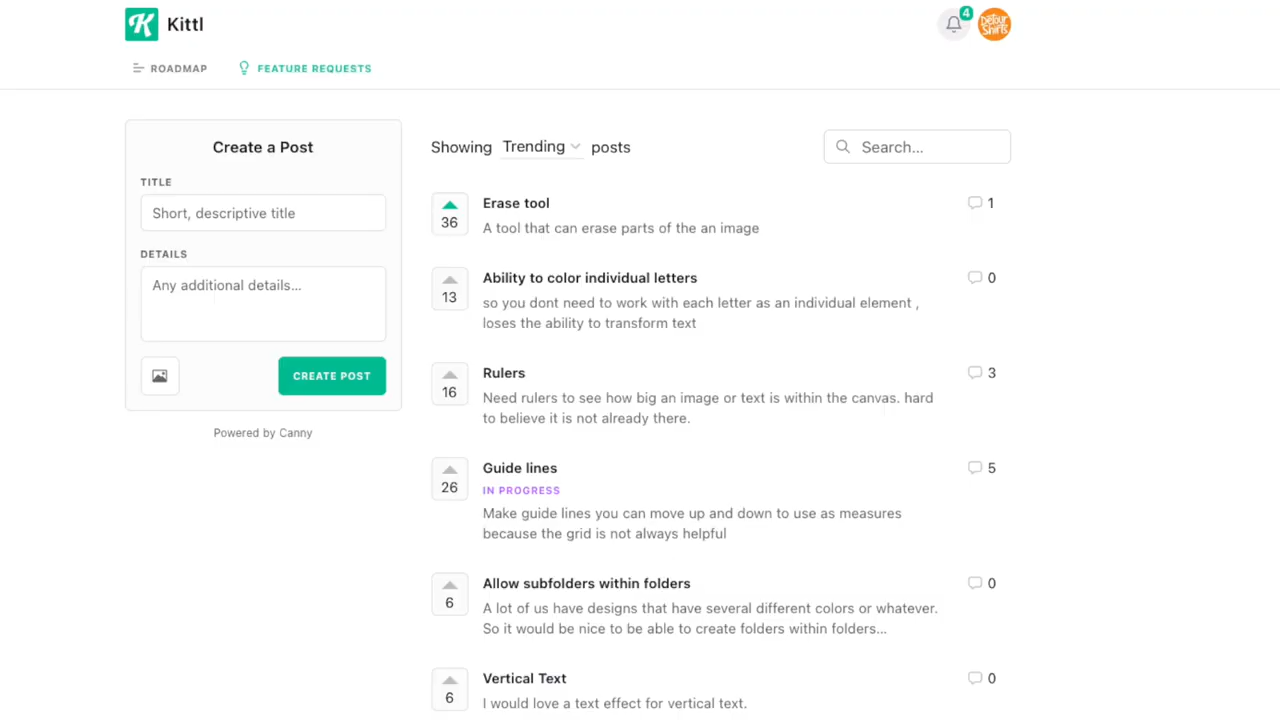 Kittl
4
DeTour
Shirts
ROADMAP
FEATURE REQUESTS
Create a Post
TITLE
Short, descriptive title
DETAILS
Any additional details...
CREATE POST
Powered by Canny
Showing Trending posts
Search...
36
Erase tool
1
A tool that can erase parts of the an image
13
Ability to color individual letters
0
so you dont need to work with each letter as an individual element ,
loses the ability to transform text
16
Rulers
3
Need rulers to see how big an image or text is within the canvas. hard
to believe it is not already there.
26
Guide lines
5
IN PROGRESS
Make guide lines you can move up and down to use as measures
because the grid is not always helpful
6
Allow subfolders within folders
0
A lot of us have designs that have several different colors or whatever.
So it would be nice to be able to create folders within folders...
6
Vertical Text
0
I would love a text effect for vertical text.